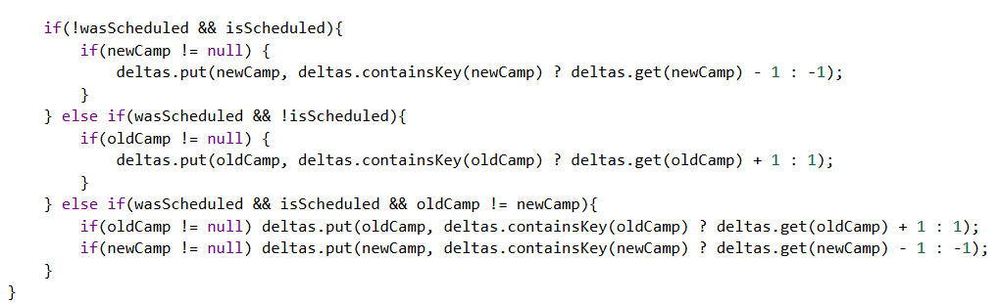 if(!wasScheduled && isScheduled){
if(newCamp != null) {
deltas.put(newCamp, deltas.containsKey(newCamp) ? deltas.get(newCamp) - 1 : -1);
}
} else if(wasScheduled && !isScheduled){
if(oldCamp != null) {
deltas.put(oldCamp, deltas.containsKey(oldCamp) ? deltas.get(oldCamp) + 1 : 1);
}
} else if(wasScheduled && isScheduled && oldCamp != newCamp){
if(oldCamp != null) deltas.put(oldCamp, deltas.containsKey(oldCamp) ? deltas.get(oldCamp) + 1 : 1);
if(newCamp != null) deltas.put(newCamp, deltas.containsKey(newCamp) ? deltas.get(newCamp) - 1 : -1);
}
}